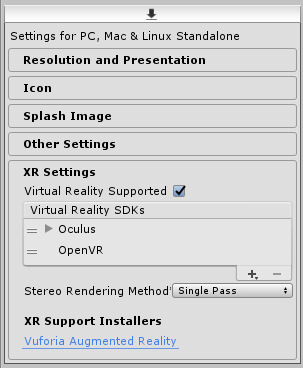 Settings for PC, Mac & Linux Standalone
Resolution and Presentation
Icon
Splash Image
Other Settings
XR Settings
Virtual Reality Supported
Virtual Reality SDKs
Oculus
OpenVR
Stereo Rendering Method* Single Pass
XR Support Installers
Vuforia Augmented Reality